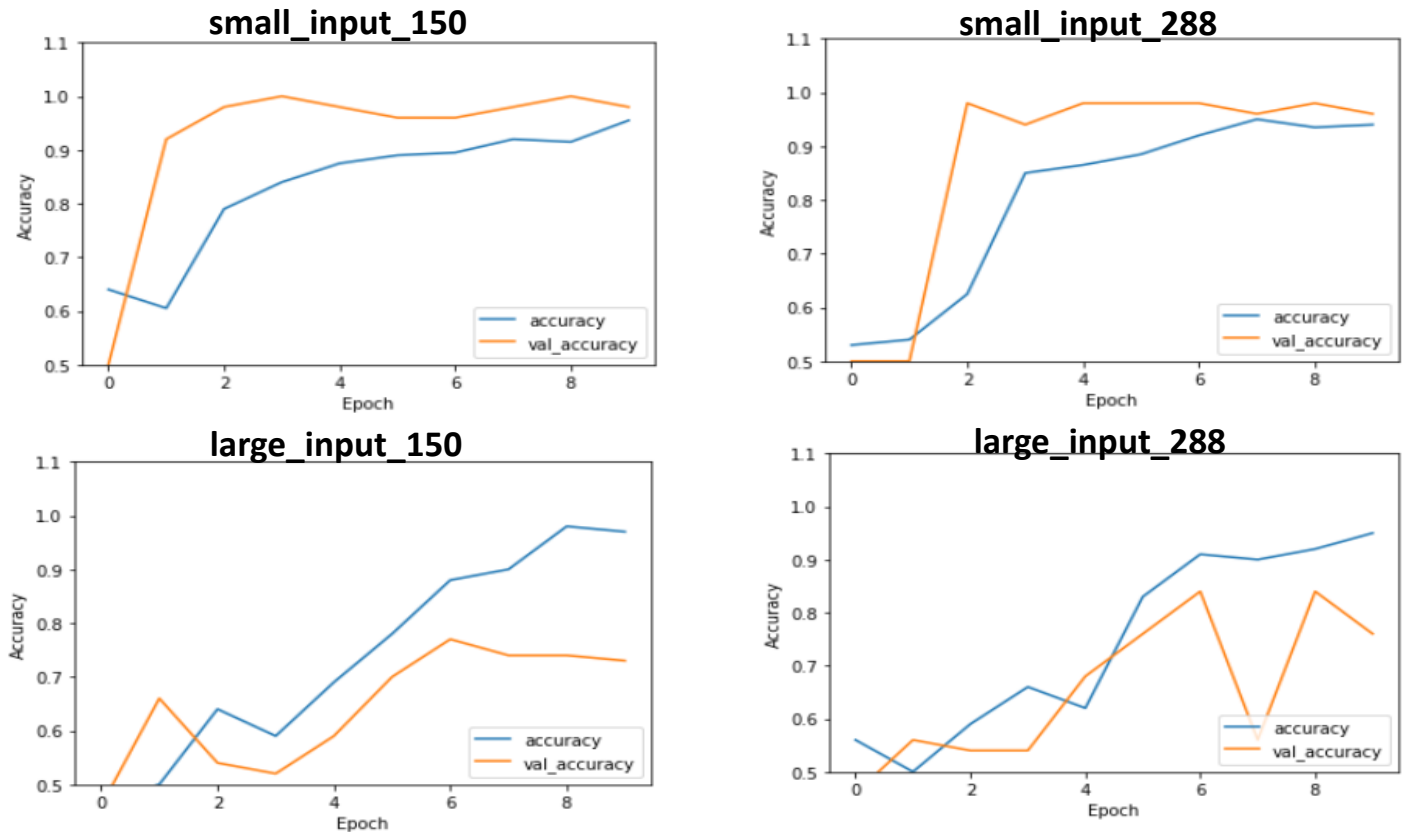 small_input_150
1.1
1.0
0.9
0.8
0.7
0.6
0.5
Accuracy
0 2 4 6 8
Epoch
accuracy
val_accuracy
small_input_288
1.1
1.0
0.9
0.8
0.7
0.6
0.5
Accuracy
0 2 4 6 8
Epoch
accuracy
val_accuracy
large_input_150
1.1
1.0
0.9
0.8
0.7
0.6
0.5
Accuracy
0 2 4 6 8
Epoch
accuracy
val_accuracy
large_input_288
1.1
1.0
0.9
0.8
0.7
0.6
0.5
Accuracy
0 2 4 6 8
Epoch
accuracy
val_accuracy